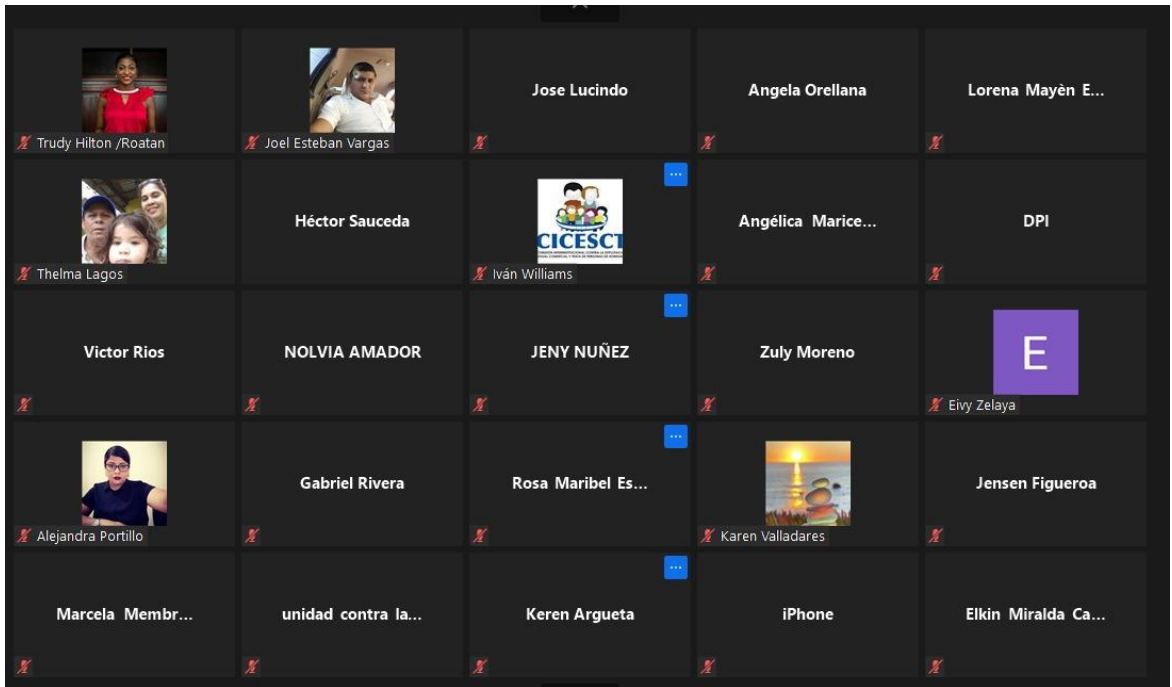 Trudy Hilton /Roatan
Joel Esteban Vargas
Jose Lucindo
Angela Orellana
Lorena Mayèn E...
Thelma Lagos
Héctor Sauceda
CICESCT
Iván Williams
Angélica Marice...
DPI
Victor Rios
NOLVIA AMADOR
JENY NUÑEZ
Zuly Moreno
E
Eivy Zelaya
Alejandra Portillo
Gabriel Rivera
Rosa Maribel Es...
Karen Valladares
Jensen Figueroa
Marcela Membr...
unidad contra la...
Keren Argueta
iPhone
Elkin Miralda Ca...